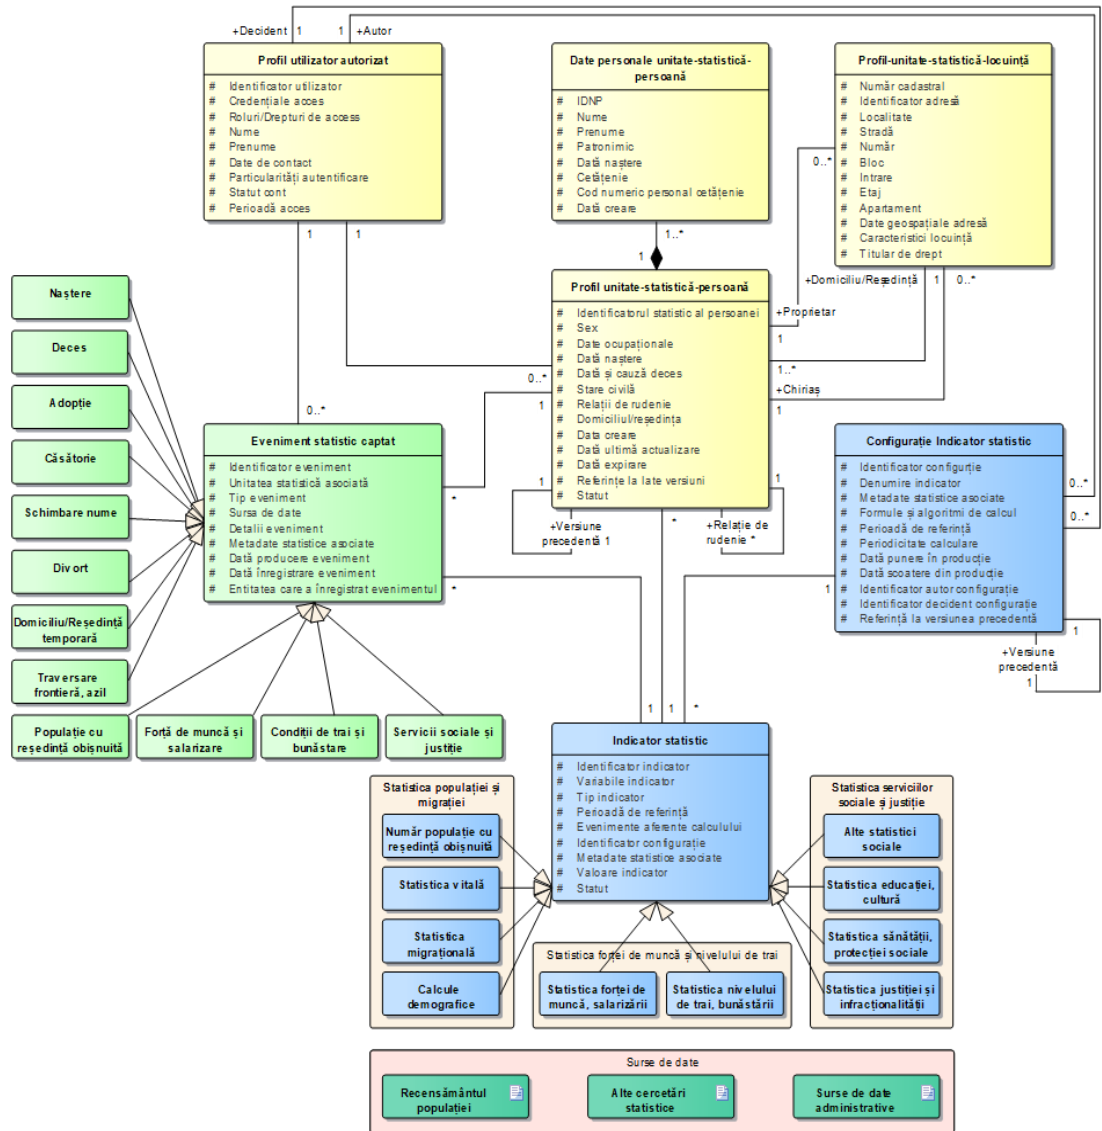 +Decident 1
1 +Autor
Profil utilizator autorizat
# Identificator utilizator
# Credențiale acces
# Roluri/Drepturi de access
# Nume
# Prenume
# Date de contact
# Particularități autentificare
# Statut cont
# Perioadă acces
1
1
Date personale unitate-statistică-
persoană
# IDNP
# Nume
# Prenume
# Patronimic
# Dată naștere
# Cetățenie
# Cod numeric personal cetățenie
# Dată creare
1..*
1
Profil-unitate-statistică-locuință
# Număr cadastral
# Identificator adresă
# Localitate
# Stradă
# Număr
# Bloc
# Intrare
# Etaj
# Apartament
# Date geospațiale adresă
# Caracteristici locuință
# Titular de drept
0..*
+Domiciliu/Reședință
1
0..*
Profil unitate-statistică-persoană
# Identificatorul statistic al persoanei
# Sex
# Date ocupaționale
# Dată naștere
# Dată și cauză deces
# Stare civilă
# Relații de rudenie
# Domiciliul/reședința
# Data creare
# Dată ultimă actualizare
# Dată expirare
# Referințe la late versiuni
# Statut
+Proprietar
1
1..*
+Chiriaș
1
0..*
1
1
1
+Versiune
precedentă 1
+Relație de
rudenie *
*
Naștere
Deces
Adopție
Căsătorie
Schimbare nume
Divorț
Domiciliu/Reședință
temporară
Traversare
frontieră, azil
0..*
Eveniment statistic captat
# Identificator eveniment
# Unitatea statistică asociată
# Tip eveniment
# Sursa de date
# Detalii eveniment
# Metadate statistice asociate
# Dată producere eveniment
# Dată înregistrare eveniment
# Entitatea care a înregistrat evenimentul
*
*
Populație cu
reședință obișnuită
Forță de muncă și
salarizare
Condiții de trai și
bunăstare
Servicii sociale și
justiție
Configurație Indicator statistic
# Identificator configurție
# Denumire indicator
# Metadate statistice asociate
# Formule și algoritmi de calcul
# Perioadă de referință
# Periodicitate calculare
# Dată punere în producție
# Dată scoatere din producție
# Identificator autor configurație
# Identificator decident configurație
# Referință la versiunea precedentă
0..*
0..*
1
1
+Versiune
precedentă
1
1
1
*
Indicator statistic
# Identificator indicator
# Variabile indicator
# Tip indicator
# Perioadă de referință
# Evenimente aferente calculului
# Identificator configurație
# Metadate statistice asociate
# Valoare indicator
# Statut
Statistica populației și
migrației
Număr populație cu
reședință obișnuită
Statistica vitală
Statistica
migrațională
Calcule
demografice
Statistica forței de muncă și nivelului de trai
Statistica forței de
muncă, salarizării
Statistica nivelului
de trai, bunăstării
Statistica serviciilor
sociale și justiție
Alte statistici
sociale
Statistica educației,
cultură
Statistica sănătății,
protecției sociale
Statistica justiției și
infracționalității
Surse de date
Recensământul
populației
Alte cercetări
statistice
Surse de date
administrative